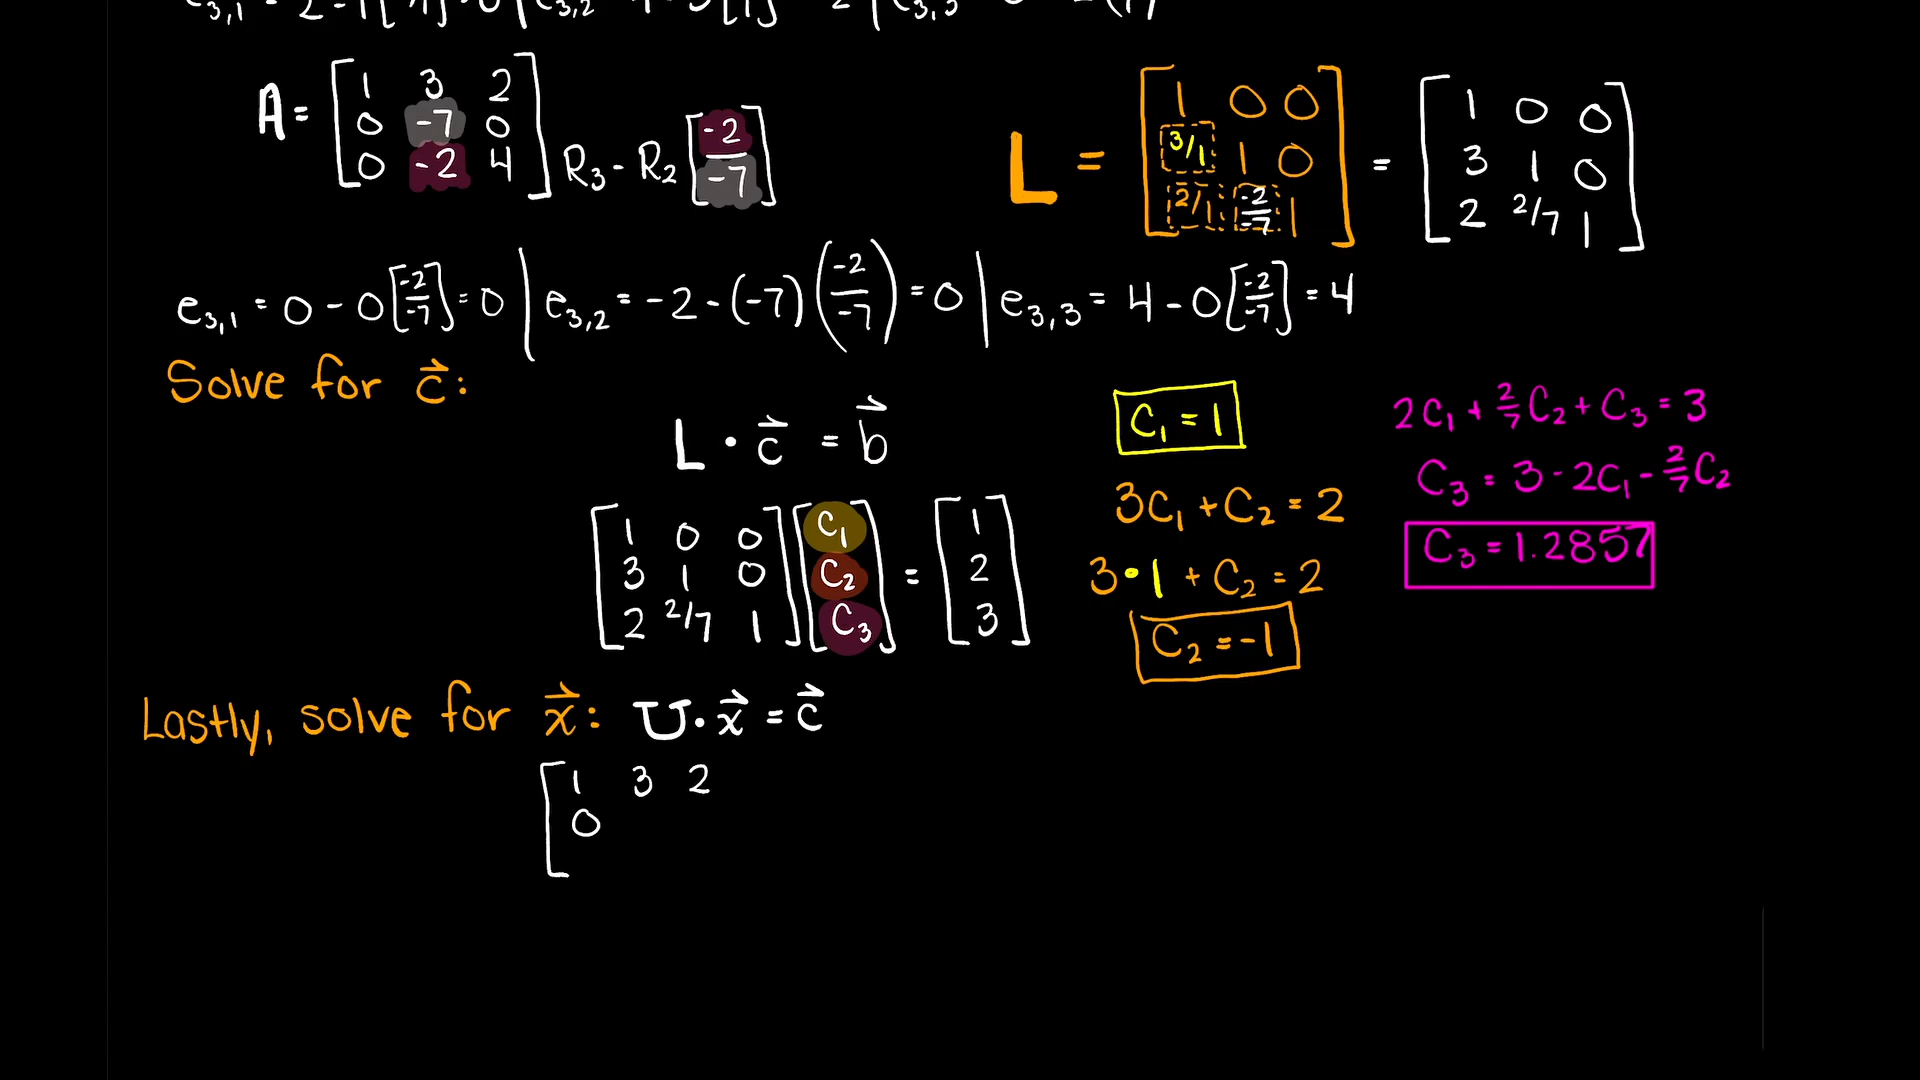 A = [1 3 2
0 -7 0
0 -2 4] R3 - R2 [-2/-7]
L = [1 0 0
3/1 1 0
2/1 -2/-7 1] = [1 0 0
3 1 0
2 2/7 1]
e3,1 = 0 - 0[-2/-7] = 0 | e3,2 = -2 - (-7)(-2/-7) = 0 | e3,3 = 4 - 0[-2/-7] = 4
Solve for c⃗:
L · c⃗ = b⃗
[1 0 0
3 1 0
2 2/7 1] [C1
C2
C3] = [1
2
3]
C1 = 1
3C1 + C2 = 2
3·1 + C2 = 2
C2 = -1
2C1 + 2/7 C2 + C3 = 3
C3 = 3 - 2C1 - 2/7 C2
C3 = 1.2857
Lastly, solve for x⃗: U · x⃗ = c⃗
[1 3 2
0